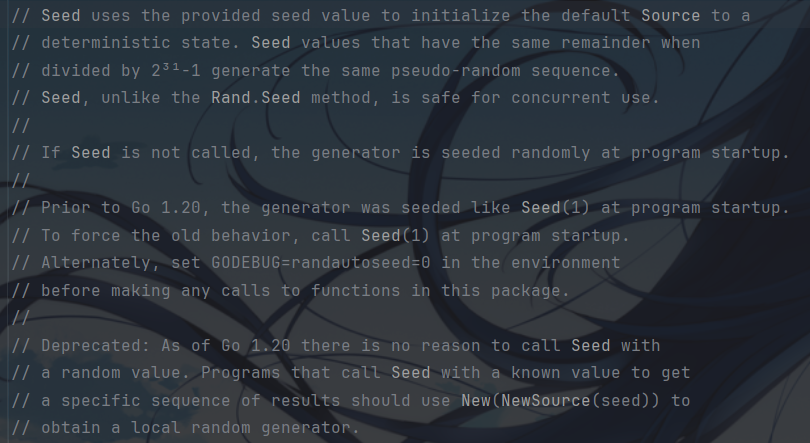 // Seed uses the provided seed value to initialize the default Source to a
// deterministic state. Seed values that have the same remainder when
// divided by 2³¹-1 generate the same pseudo-random sequence.
// Seed, unlike the Rand.Seed method, is safe for concurrent use.
//
// If Seed is not called, the generator is seeded randomly at program startup.
//
// Prior to Go 1.20, the generator was seeded like Seed(1) at program startup.
// To force the old behavior, call Seed(1) at program startup.
// Alternately, set GODEBUG=randautoseed=0 in the environment
// before making any calls to functions in this package.
//
// Deprecated: As of Go 1.20 there is no reason to call Seed with
// a random value. Programs that call Seed with a known value to get
// a specific sequence of results should use New(NewSource(seed)) to
// obtain a local random generator.